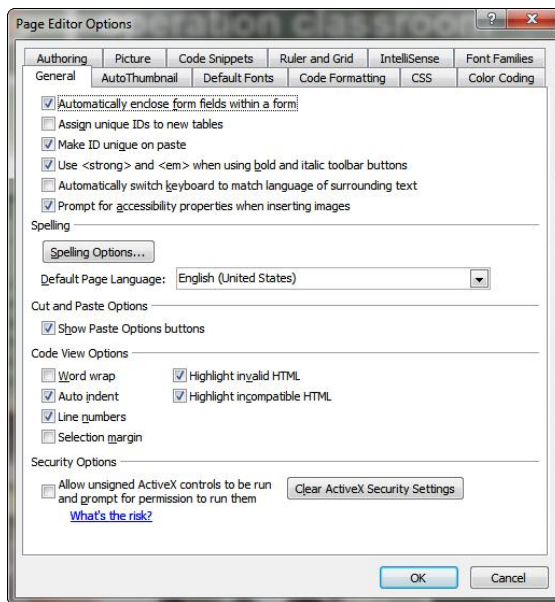 Page Editor Options
Authoring Picture Code Snippets Ruler and Grid IntelliSense Font Families
General AutoThumbnail Default Fonts Code Formatting CSS Color Coding
Automatically enclose form fields within a form
Assign unique IDs to new tables
Make ID unique on paste
Use <strong> and <em> when using bold and italic toolbar buttons
Automatically switch keyboard to match language of surrounding text
Prompt for accessibility properties when inserting images
Spelling
Spelling Options...
Default Page Language: English (United States)
Cut and Paste Options
Show Paste Options buttons
Code View Options
Word wrap Highlight invalid HTML
Auto indent Highlight incompatible HTML
Line numbers
Selection margin
Security Options
Allow unsigned ActiveX controls to be run
and prompt for permission to run them
Clear ActiveX Security Settings
What's the risk?
OK Cancel